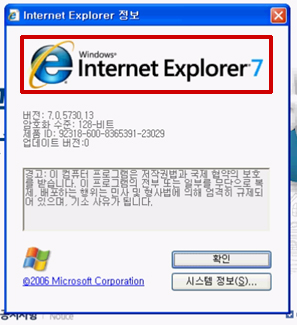 Internet Explorer 정보
Windows®
Internet Explorer 7
버전: 7.0.5730.13
암호화 수준: 128-비트
제품 ID: 92318-600-8365391-23029
업데이트 버전:0
경고: 이 컴퓨터 프로그램은 저작권법과 국제 협약의 보호
를 받습니다. 이 프로그램의 전부 또는 일부를 무단으로 복
제, 배포하는 행위는 민사 및 형사법에 의해 엄격히 규제되
어 있으며, 기소 사유가 됩니다.
©2006 Microsoft Corporation
확인
시스템 정보(S)...
Notice